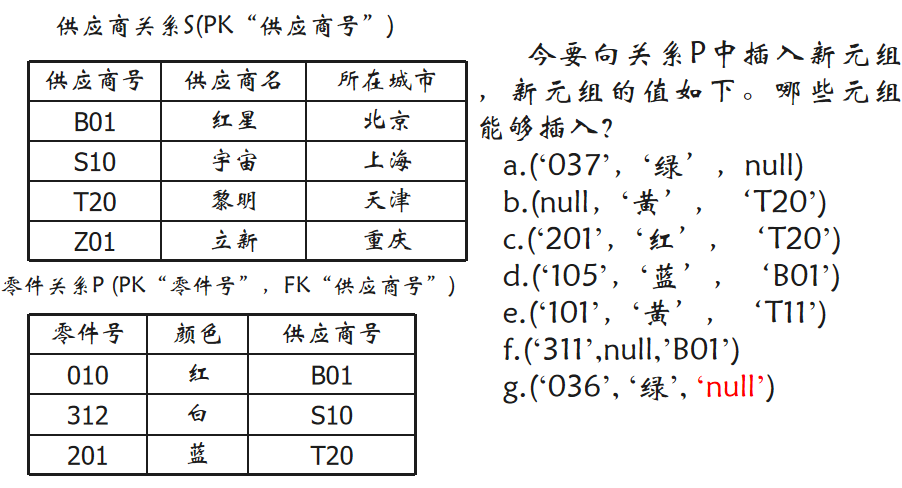 供应商关系S(PK“供应商号”)
供应商号 供应商名 所在城市
B01 红星 北京
S10 宇宙 上海
T20 黎明 天津
Z01 立新 重庆
零件关系P (PK“零件号”，FK“供应商号”)
零件号 颜色 供应商号
010 红 B01
312 白 S10
201 蓝 T20
今要向关系P中插入新元组
，新元组的值如下。哪些元组
能够插入?
a.(‘037’,‘绿’,null)
b.(null,‘黄’, ‘T20’)
c.(‘201’,‘红’, ‘T20’)
d.(‘105’,‘蓝’, ‘B01’)
e.(‘101’,‘黄’, ‘T11’)
f.(‘311’,null,’B01’)
g.(‘036’,‘绿’,‘null’)